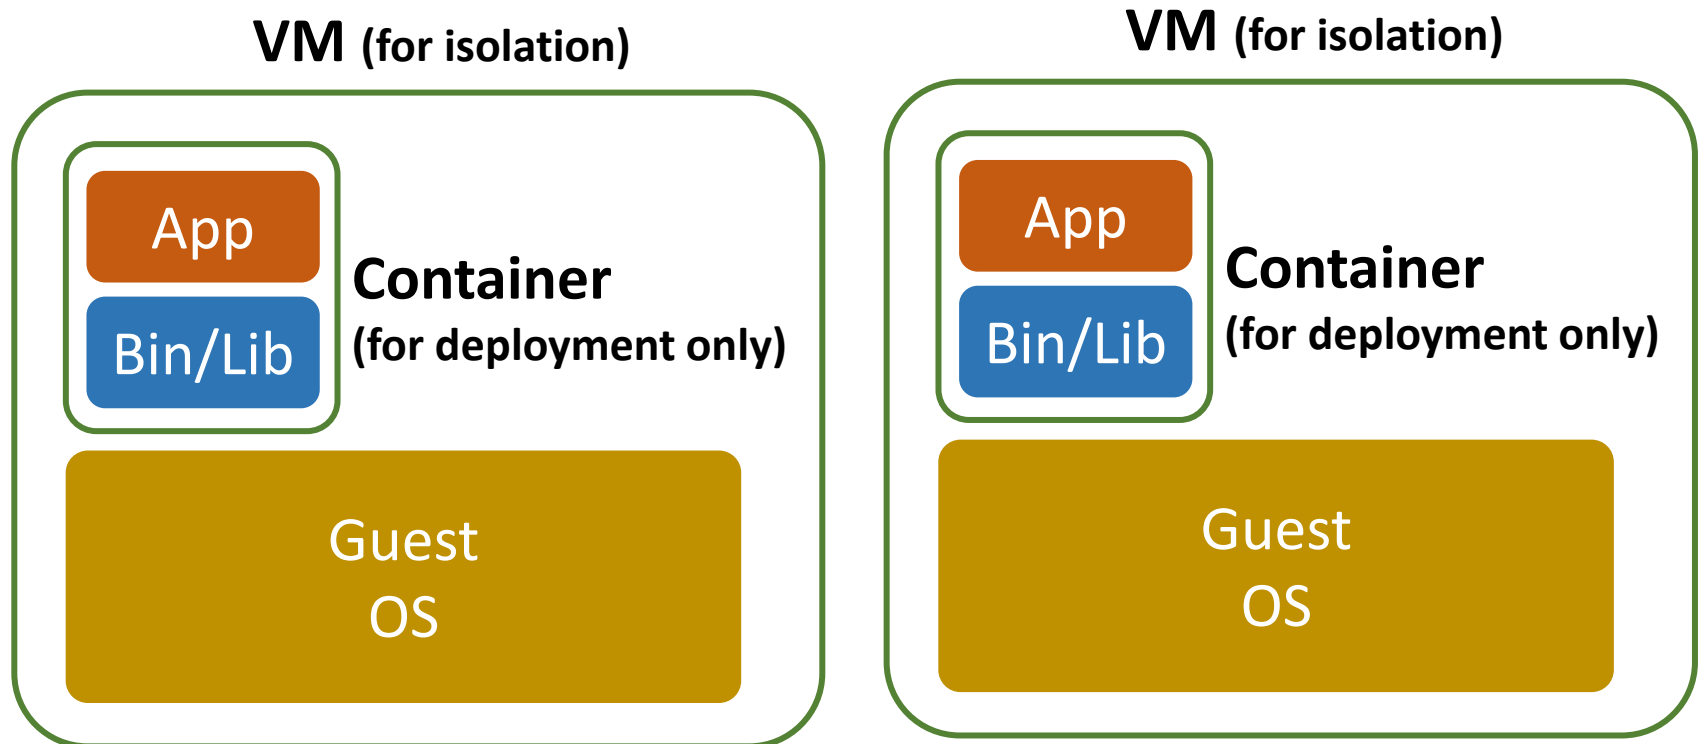 VM (for isolation)
App
Bin/Lib
Container
(for deployment only)
Guest
OS
VM (for isolation)
App
Bin/Lib
Container
(for deployment only)
Guest
OS